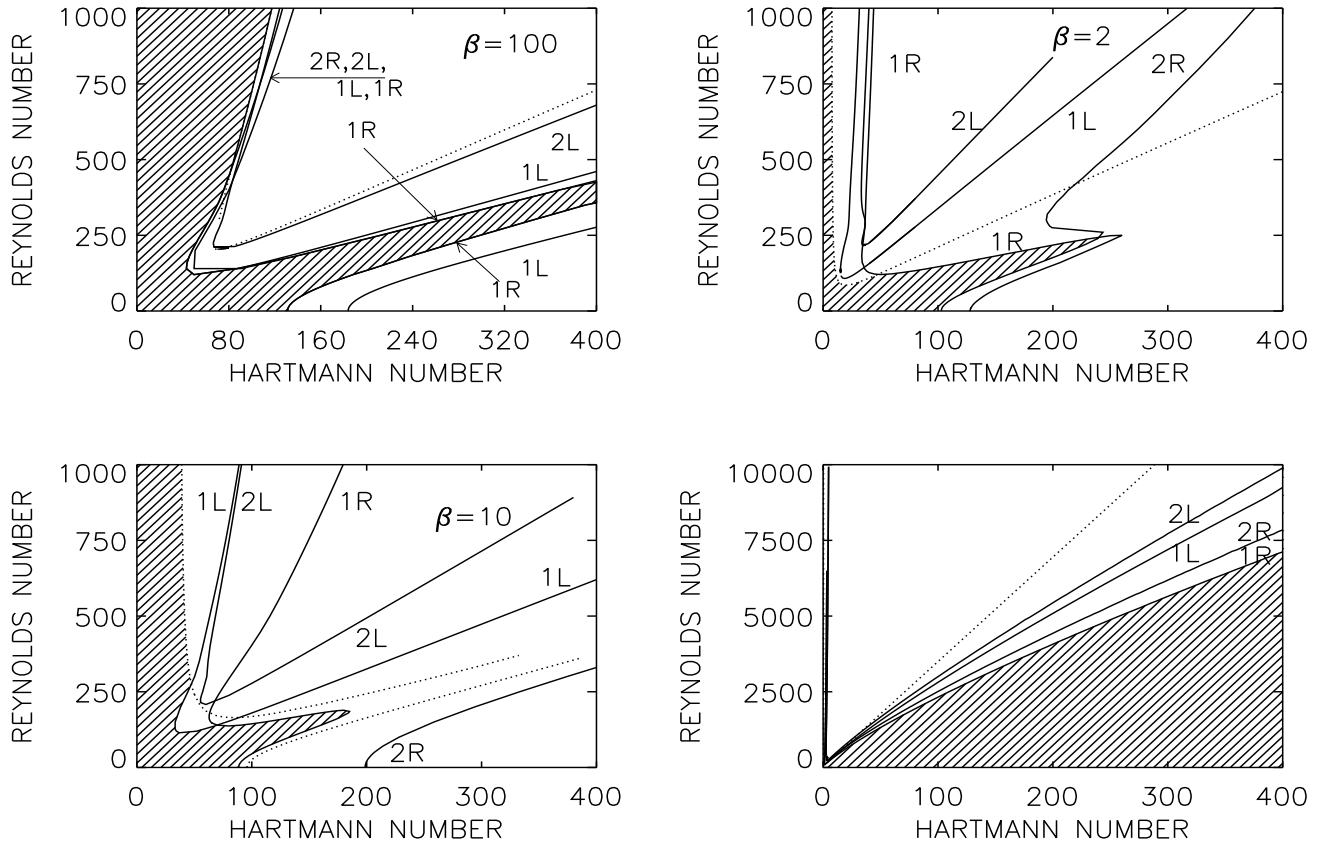 1000
750
500
250
0
REYNOLDS NUMBER
β=100
2R,2L,
1L,1R
1R
2L
1L
1L
1R
0 80 160 240 320 400
HARTMANN NUMBER
1000
750
500
250
0
REYNOLDS NUMBER
β=2
1R
2L
1L
2R
1R
0 100 200 300 400
HARTMANN NUMBER
1000
750
500
250
0
REYNOLDS NUMBER
1L 2L
1R
β=10
1L
2L
2R
0 100 200 300 400
HARTMANN NUMBER
10000
7500
5000
2500
0
REYNOLDS NUMBER
2L
2R
1L
1R
0 100 200 300 400
HARTMANN NUMBER